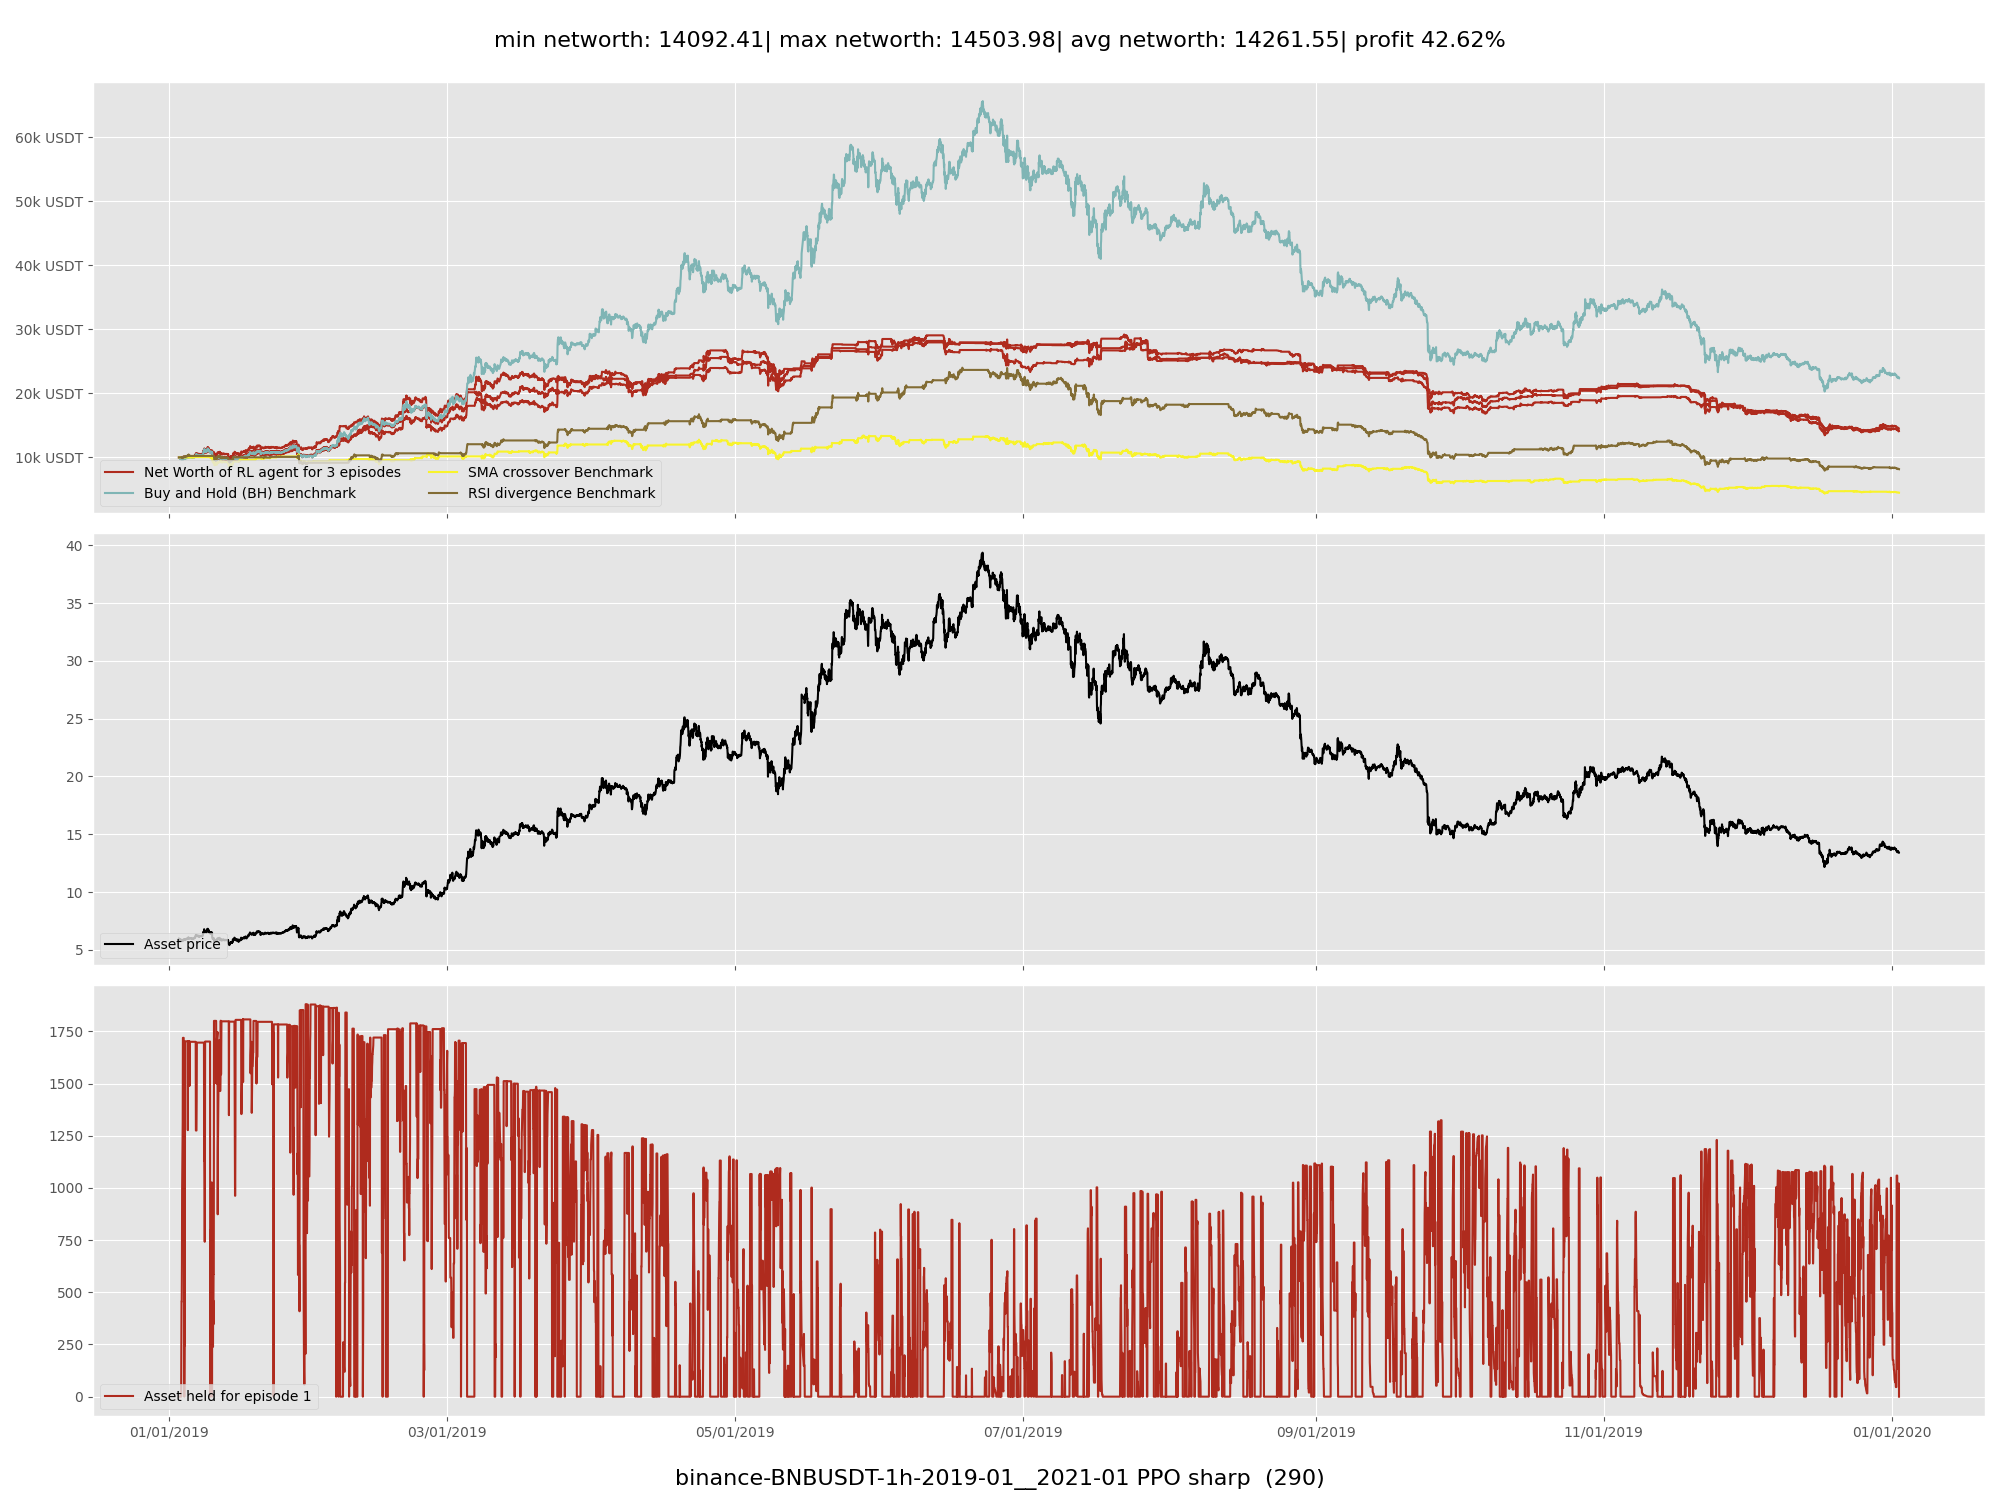 min networth: 14092.41| max networth: 14503.98| avg networth: 14261.55| profit 42.62%
60k USDT
50k USDT
40k USDT
30k USDT
20k USDT
10k USDT
Net Worth of RL agent for 3 episodes
Buy and Hold (BH) Benchmark
SMA crossover Benchmark
RSI divergence Benchmark
40
35
30
25
20
15
10
5
Asset price
1750
1500
1250
1000
750
500
250
0
Asset held for episode 1
01/01/2019
03/01/2019
05/01/2019
07/01/2019
09/01/2019
11/01/2019
01/01/2020
binance-BNBUSDT-1h-2019-01__2021-01 PPO sharp  (290)